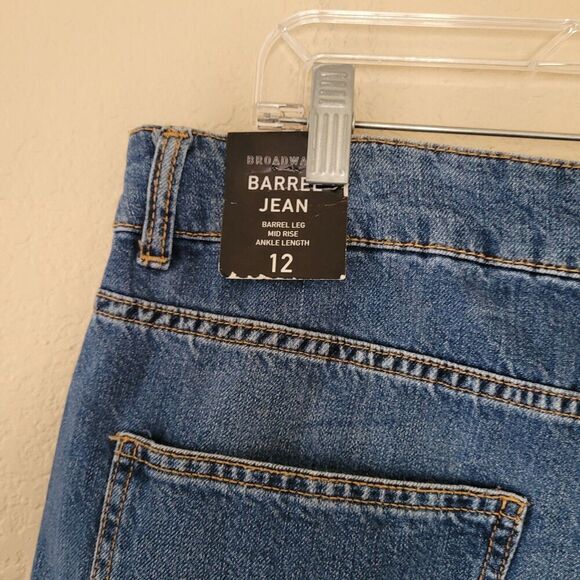 BARREL
JEAN
BARREL LEG
MID RISE
ANKLE LENGTH
12